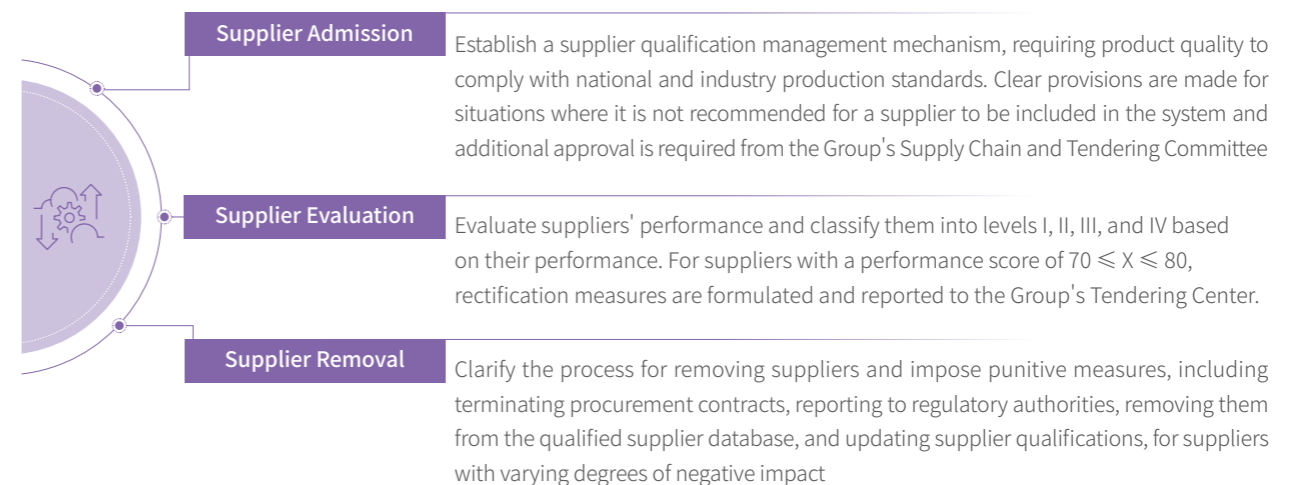 Supplier Admission
Establish a supplier qualification management mechanism, requiring product quality to
comply with national and industry production standards. Clear provisions are made for
situations where it is not recommended for a supplier to be included in the system and
additional approval is required from the Group's Supply Chain and Tendering Committee
Supplier Evaluation
Evaluate suppliers' performance and classify them into levels I, II, III, and IV based
on their performance. For suppliers with a performance score of 70 ⩽ X ⩽ 80,
rectification measures are formulated and reported to the Group's Tendering Center.
Supplier Removal
Clarify the process for removing suppliers and impose punitive measures, including
terminating procurement contracts, reporting to regulatory authorities, removing them
from the qualified supplier database, and updating supplier qualifications, for suppliers
with varying degrees of negative impact